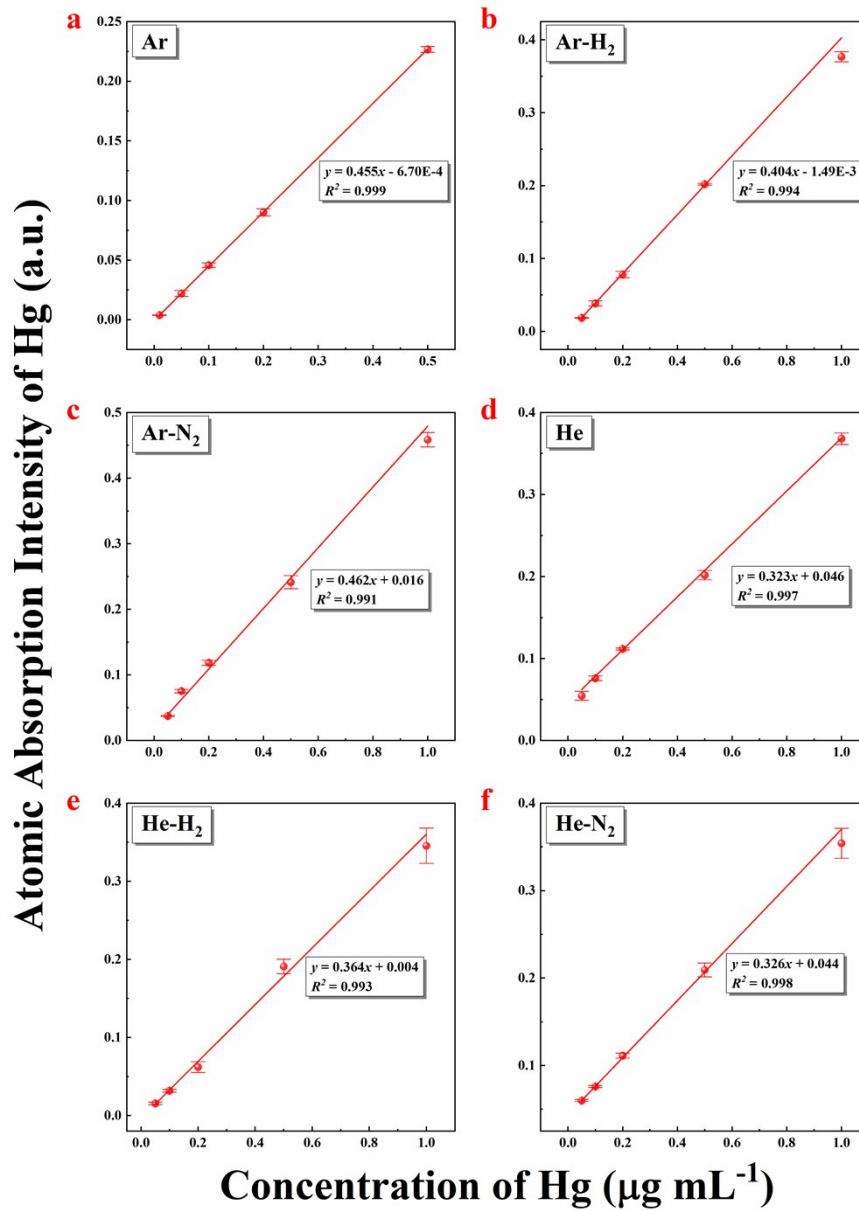 Atomic Absorption Intensity of Hg (a.u.)
a
Ar
0.25
0.20
0.15
0.10
0.05
0.00
y = 0.455x - 6.70E-4
R² = 0.999
0.0 0.1 0.2 0.3 0.4 0.5
b
Ar-H₂
0.4
0.3
0.2
0.1
0.0
y = 0.404x - 1.49E-3
R² = 0.994
0.0 0.2 0.4 0.6 0.8 1.0
c
Ar-N₂
0.5
0.4
0.3
0.2
0.1
0.0
y = 0.462x + 0.016
R² = 0.991
0.0 0.2 0.4 0.6 0.8 1.0
d
He
0.4
0.3
0.2
0.1
0.0
y = 0.323x + 0.046
R² = 0.997
0.0 0.2 0.4 0.6 0.8 1.0
e
He-H₂
0.4
0.3
0.2
0.1
0.0
y = 0.364x + 0.004
R² = 0.993
0.0 0.2 0.4 0.6 0.8 1.0
f
He-N₂
0.4
0.3
0.2
0.1
y = 0.326x + 0.044
R² = 0.998
0.0 0.2 0.4 0.6 0.8 1.0
Concentration of Hg (μg mL⁻¹)